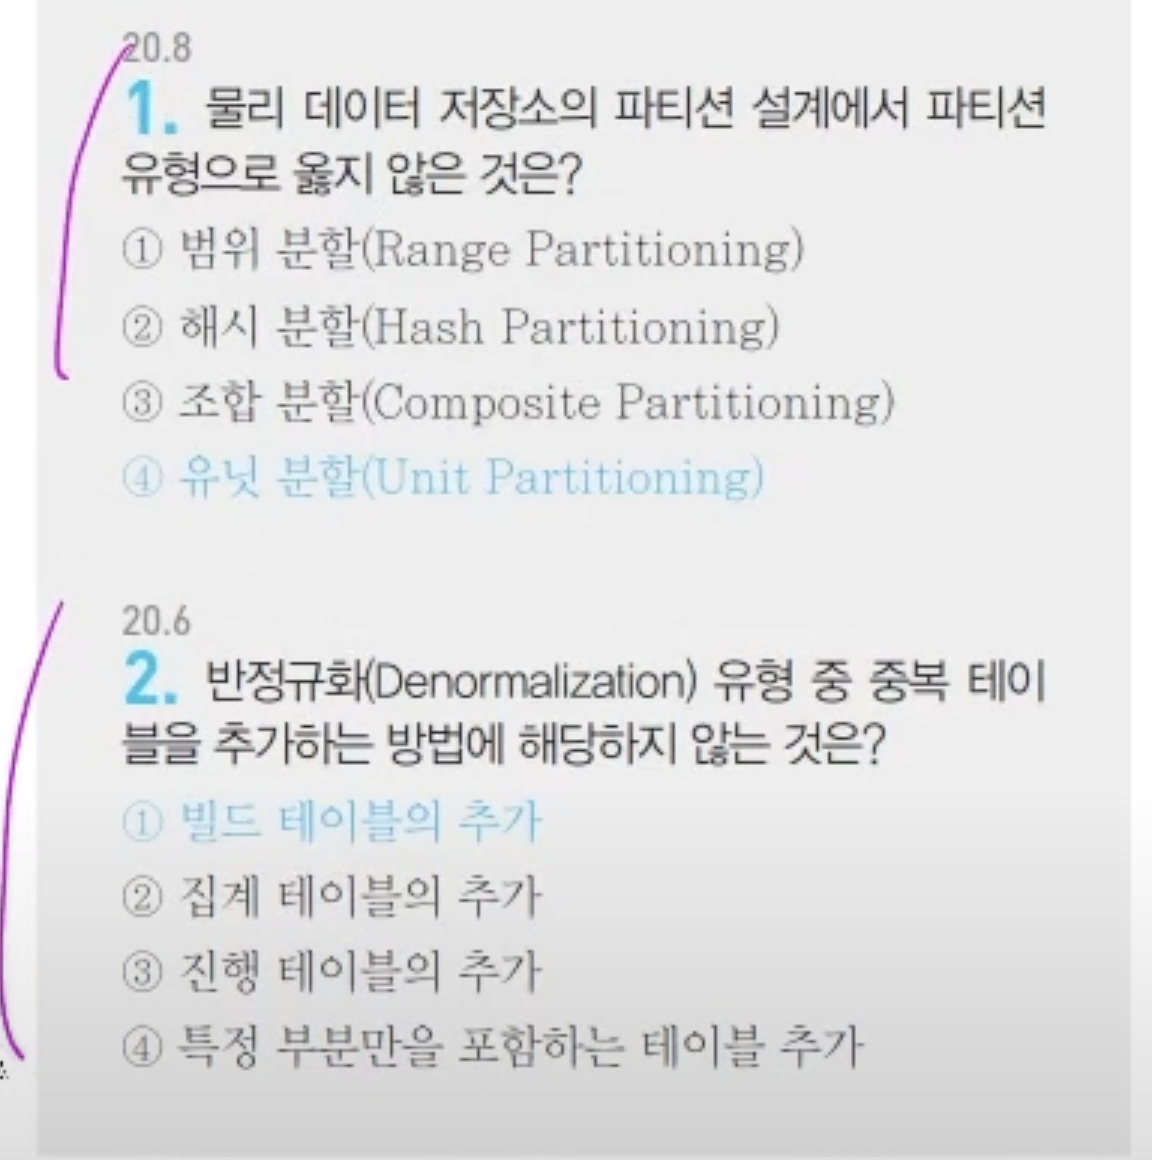 20.8
1. 물리 데이터 저장소의 파티션 설계에서 파티션
유형으로 옳지 않은 것은?
① 범위 분할(Range Partitioning)
② 해시 분할(Hash Partitioning)
③ 조합 분할(Composite Partitioning)
④ 유닛 분할(Unit Partitioning)
20.6
2. 반정규화(Denormalization) 유형 중 중복 테이
블을 추가하는 방법에 해당하지 않는 것은?
① 빌드 테이블의 추가
② 집계 테이블의 추가
③ 진행 테이블의 추가
④ 특정 부분만을 포함하는 테이블 추가